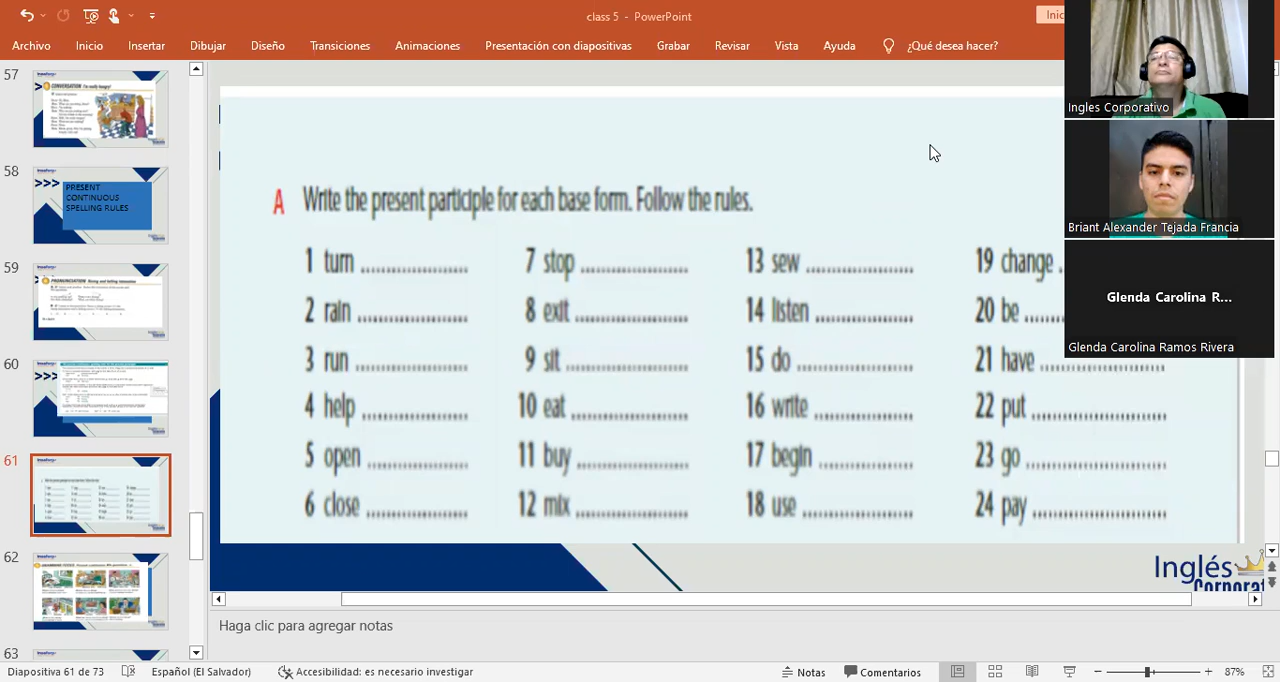 class 5 - PowerPoint
Inic
Archivo Inicio Insertar Dibujar Diseño Transiciones Animaciones Presentación con diapositivas Grabar Revisar Vista Ayuda ¿Qué desea hacer?
57
CONVERSATION I'm really hungry!
58
>>> PRESENT
CONTINUOUS
SPELLING RULES
59
PRONUNCIATION
60
>>>
61
62
63
A Write the present participle for each base form. Follow the rules.
1 turn ....................
2 rain ....................
3 run ....................
4 help ....................
5 open ....................
6 close ....................
7 stop ....................
8 exit ....................
9 sit ....................
10 eat ....................
11 buy ....................
12 mix ....................
13 sew ....................
14 listen ....................
15 do ....................
16 write ....................
17 begin ....................
18 use ....................
19 change .
20 be ......
21 have ....................
22 put ....................
23 go ....................
24 pay ....................
Inglés
Corporat
Ingles Corporativo
Briant Alexander Tejada Francia
Glenda Carolina R...
Glenda Carolina Ramos Rivera
Haga clic para agregar notas
Diapositiva 61 de 73 Español (El Salvador) Accesibilidad: es necesario investigar Notas Comentarios 87%